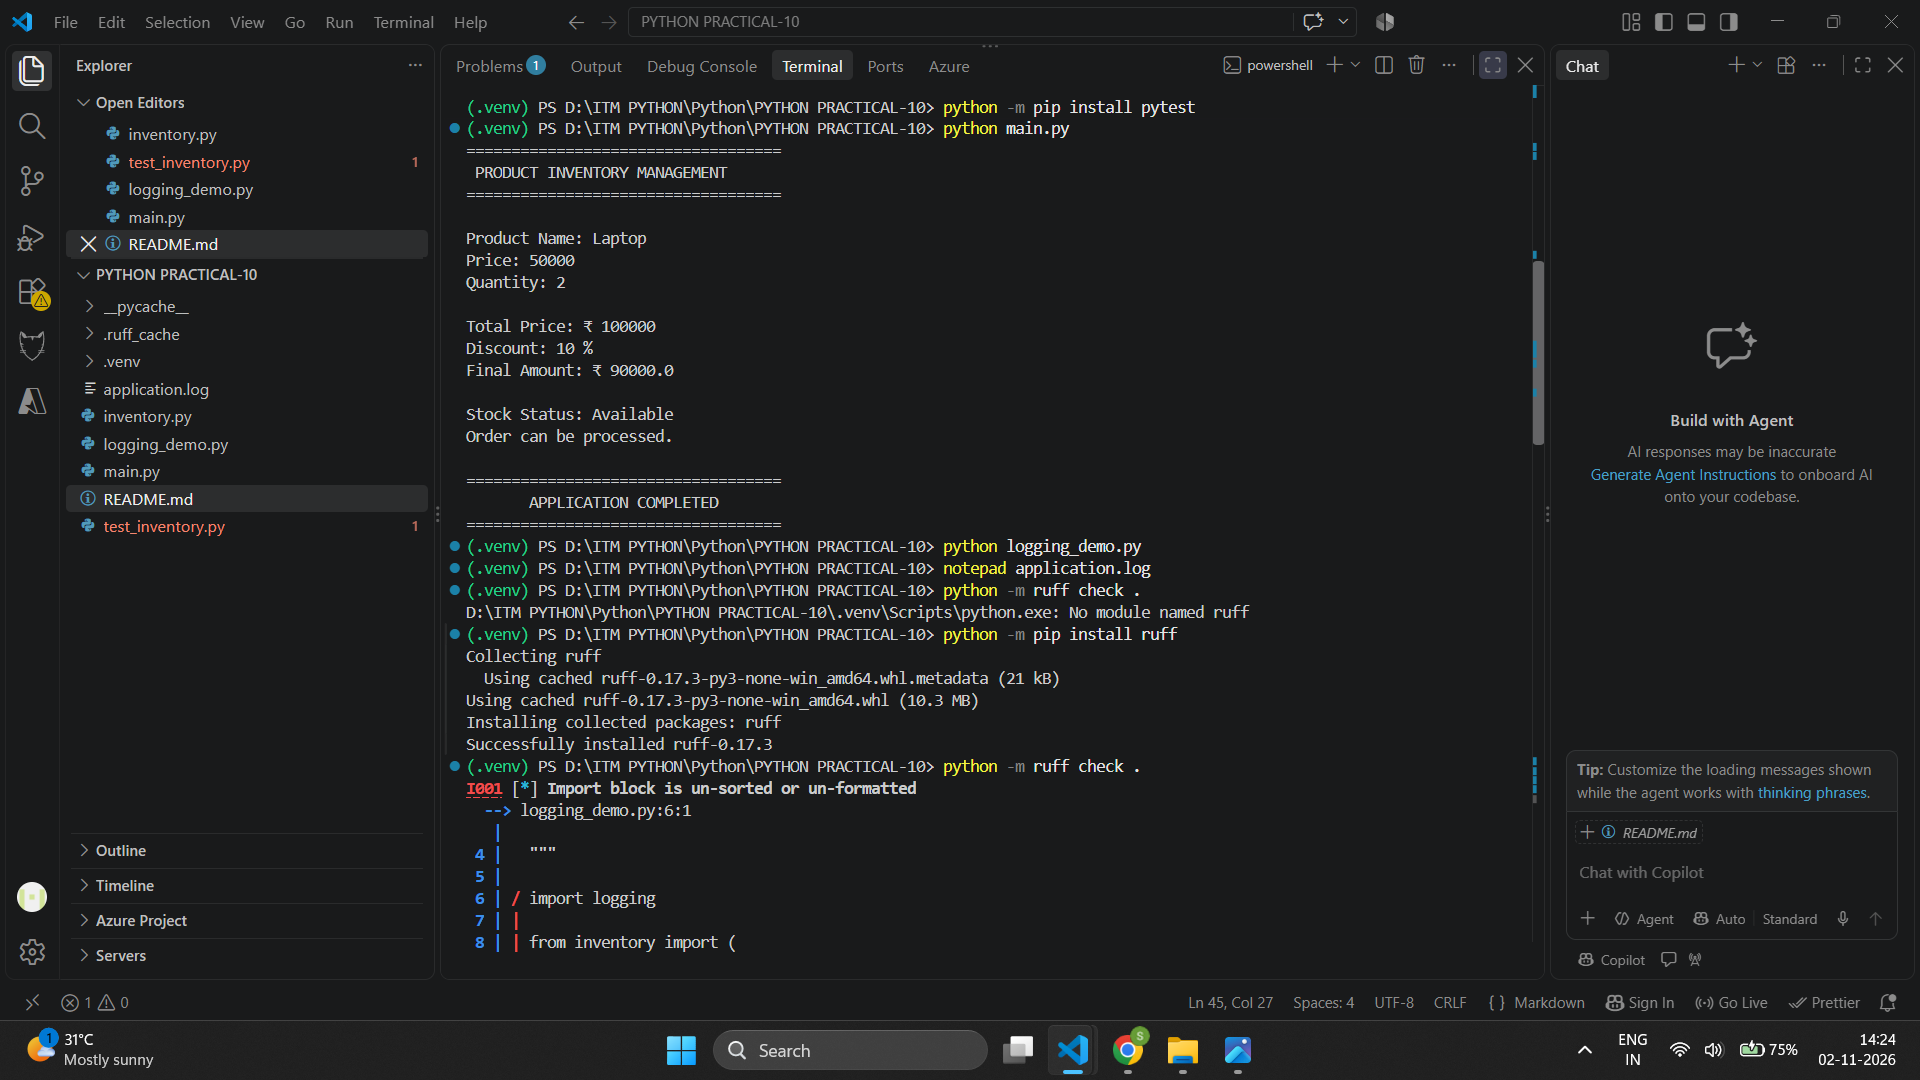 File Edit Selection View Go Run Terminal Help
PYTHON PRACTICAL-10
Explorer
Open Editors
inventory.py
test_inventory.py 1
logging_demo.py
main.py
README.md
PYTHON PRACTICAL-10
__pycache__
.ruff_cache
.venv
application.log
inventory.py
logging_demo.py
main.py
README.md
test_inventory.py 1
Outline
Timeline
Azure Project
Servers
Problems 1 Output Debug Console Terminal Ports Azure
powershell
(.venv) PS D:\ITM PYTHON\Python\PYTHON PRACTICAL-10> python -m pip install pytest
(.venv) PS D:\ITM PYTHON\Python\PYTHON PRACTICAL-10> python main.py
===================================
PRODUCT INVENTORY MANAGEMENT
===================================
Product Name: Laptop
Price: 50000
Quantity: 2
Total Price: ₹ 100000
Discount: 10 %
Final Amount: ₹ 90000.0
Stock Status: Available
Order can be processed.
===================================
APPLICATION COMPLETED
===================================
(.venv) PS D:\ITM PYTHON\Python\PYTHON PRACTICAL-10> python logging_demo.py
(.venv) PS D:\ITM PYTHON\Python\PYTHON PRACTICAL-10> notepad application.log
(.venv) PS D:\ITM PYTHON\Python\PYTHON PRACTICAL-10> python -m ruff check .
D:\ITM PYTHON\Python\PYTHON PRACTICAL-10\.venv\Scripts\python.exe: No module named ruff
(.venv) PS D:\ITM PYTHON\Python\PYTHON PRACTICAL-10> python -m pip install ruff
Collecting ruff
Using cached ruff-0.17.3-py3-none-win_amd64.whl.metadata (21 kB)
Using cached ruff-0.17.3-py3-none-win_amd64.whl (10.3 MB)
Installing collected packages: ruff
Successfully installed ruff-0.17.3
(.venv) PS D:\ITM PYTHON\Python\PYTHON PRACTICAL-10> python -m ruff check .
I001 [*] Import block is un-sorted or un-formatted
--> logging_demo.py:6:1
|
4 | """
5 |
6 | / import logging
7 | |
8 | | from inventory import (
Chat
Build with Agent
AI responses may be inaccurate
Generate Agent Instructions to onboard AI
onto your codebase.
Tip: Customize the loading messages shown
while the agent works with thinking phrases.
README.md
Chat with Copilot
Agent Auto Standard
Copilot
1 0
Ln 45, Col 27 Spaces: 4 UTF-8 CRLF { } Markdown Sign In Go Live Prettier
1
31°C
Mostly sunny
Search
S
ENG
IN
75%
14:24
02-11-2026